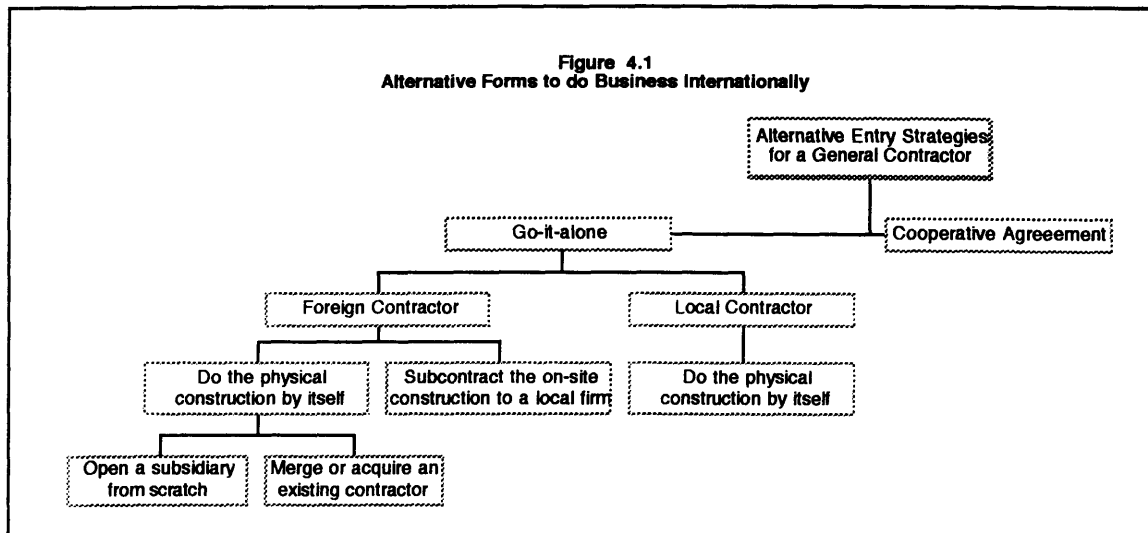 Figure 4.1
Alternative Forms to do Business Internationally
Alternative Entry Strategies
for a General Contractor
Go-it-alone
Cooperative Agreeement
Foreign Contractor
Local Contractor
Do the physical
construction by itself
Subcontract the on-site
construction to a local firm
Do the physical
construction by itself
Open a subsidiary
from scratch
Merge or acquire an
existing contractor